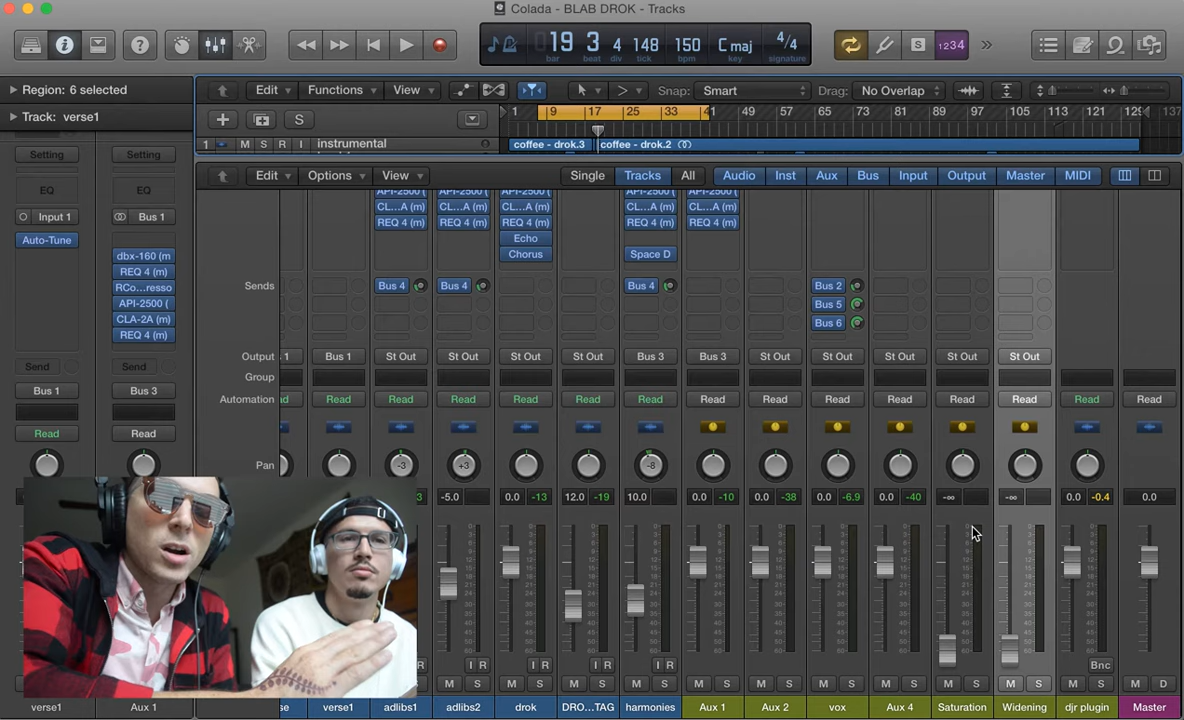 Colada - BLAB DROK - Tracks
19 3 4 148 150 C maj 4/4
bar beat div tick bpm key signature
S 1234
Region: 6 selected
Edit Functions View Snap: Smart Drag: No Overlap
Track: verse1
S 1 9 17 25 33 41 49 57 65 73 81 89 97 105 113 121 129 137
1 M S R I instrumental coffee - drok.3 coffee - drok.2
Setting Setting
Edit Options View Single Tracks All Audio Inst Aux Bus Input Output Master MIDI
EQ EQ
API-2500 ( API-2500 ( API-2500 ( API-2500 ( API-2500 (
CL...A (m) CL...A (m) CL...A (m) CL...A (m) CL...A (m)
Input 1 Bus 1 REQ 4 (m) REQ 4 (m) REQ 4 (m) REQ 4 (m) REQ 4 (m)
Auto-Tune Echo
dbx-160 (m) Chorus Space D
REQ 4 (m)
RCo...resso Sends Bus 4 Bus 4 Bus 4 Bus 2
API-2500 ( Bus 5
CLA-2A (m) Bus 6
REQ 4 (m)
Output 1 Bus 1 St Out St Out St Out St Out Bus 3 Bus 3 St Out St Out St Out St Out St Out
Send Send
Group
Bus 1 Bus 3
Automation ad Read Read Read Read Read Read Read Read Read Read Read Read Read Read
Read Read
Pan -3 +3 -8
3 -5.0 0.0 -13 12.0 -19 10.0 0.0 -10 0.0 -38 0.0 -6.9 0.0 -40 -∞ -∞ 0.0 -0.4 0.0
R I R I R I R I R Bnc
M S M S M S M S M S M S M S M S M S M S M S M D
verse1 Aux 1 se verse1 adlibs1 adlibs2 drok DRO...TAG harmonies Aux 1 Aux 2 vox Aux 4 Saturation Widening djr plugin Master